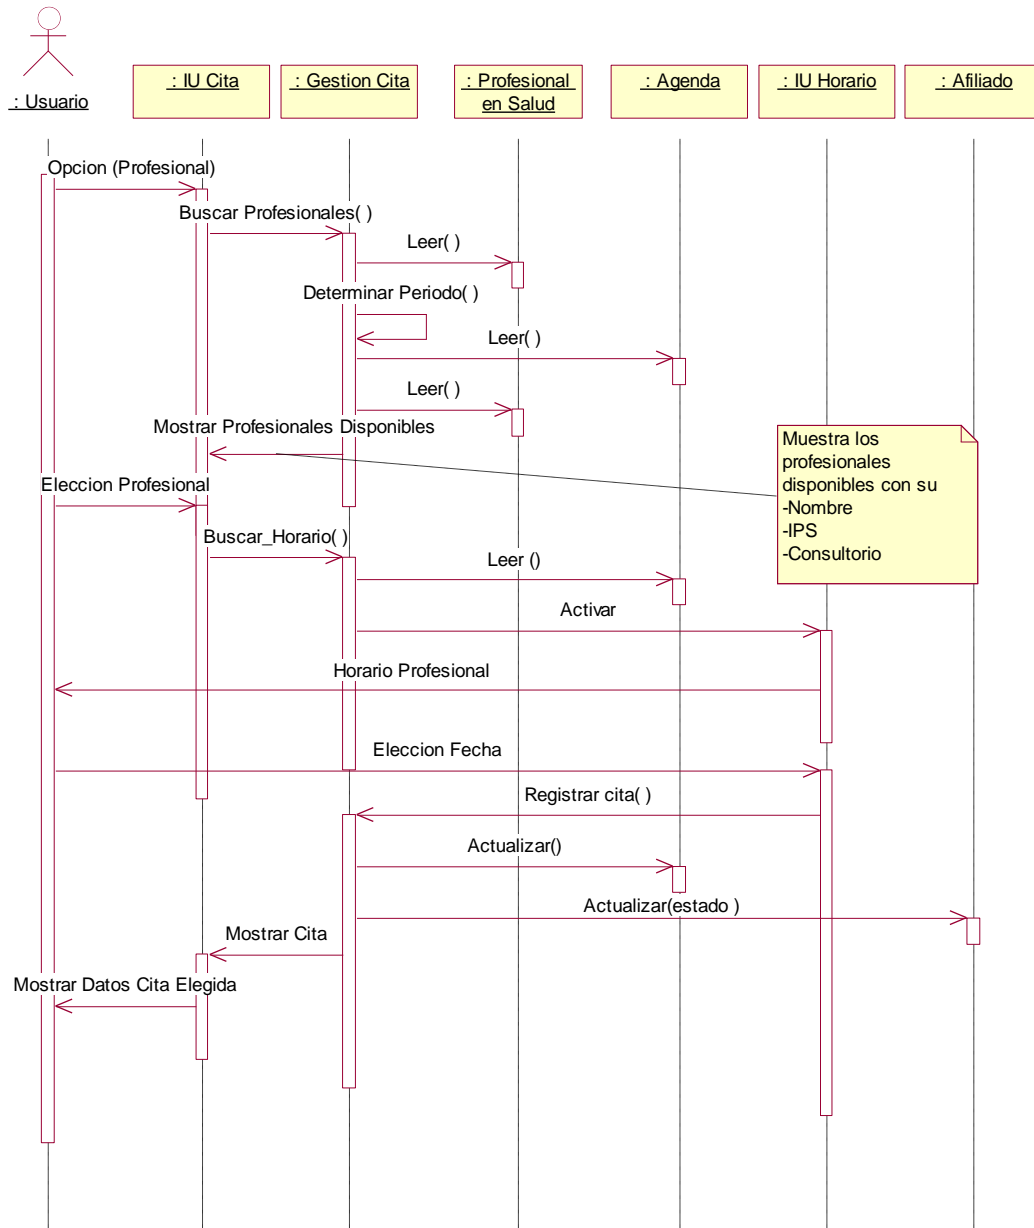 : Usuario
: IU Cita
: Gestion Cita
: Profesional
en Salud
: Agenda
: IU Horario
: Afiliado
Opcion (Profesional)
Buscar Profesionales( )
Leer( )
Determinar Periodo( )
Leer( )
Leer( )
Mostrar Profesionales Disponibles
Muestra los
profesionales
disponibles con su
-Nombre
-IPS
-Consultorio
Eleccion Profesional
Buscar_Horario( )
Leer ()
Activar
Horario Profesional
Eleccion Fecha
Registrar cita( )
Actualizar()
Actualizar(estado )
Mostrar Cita
Mostrar Datos Cita Elegida